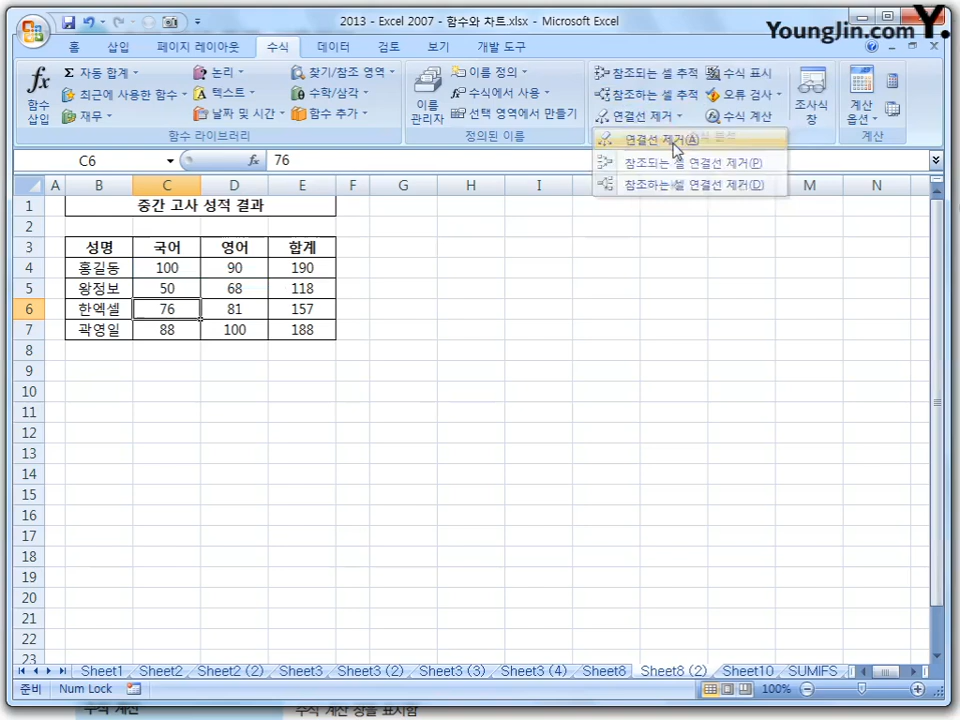 2013 - Excel 2007 - 함수와 차트.xlsx - Microsoft Excel
YoungJin.com Y.
홈 삽입 페이지 레이아웃 수식 데이터 검토 보기 개발 도구
fx 함수 삽입
Σ 자동 합계
최근에 사용한 함수
재무
논리
텍스트
날짜 및 시간
찾기/참조 영역
수학/삼각
함수 추가
함수 라이브러리
이름 관리자
이름 정의
수식에서 사용
선택 영역에서 만들기
정의된 이름
참조되는 셀 추적
참조하는 셀 추적
연결선 제거
수식 표시
오류 검사
수식 계산
조사식 창
계산 옵션
계산
연결선 제거(A)
참조되는 셀 연결선 제거(P)
참조하는 셀 연결선 제거(D)
C6 fx 76
A B C D E F G H I M N
1 중간 고사 성적 결과
2
3 성명 국어 영어 합계
4 홍길동 100 90 190
5 왕정보 50 68 118
6 한엑셀 76 81 157
7 곽영일 88 100 188
8
9
10
11
12
13
14
15
16
17
18
19
20
21
22
23
Sheet1 Sheet2 Sheet2 (2) Sheet3 Sheet3 (2) Sheet3 (3) Sheet3 (4) Sheet8 Sheet8 (2) Sheet10 SUMIFS
준비 Num Lock 100%
수식 계산 수식 계산 창을 표시함